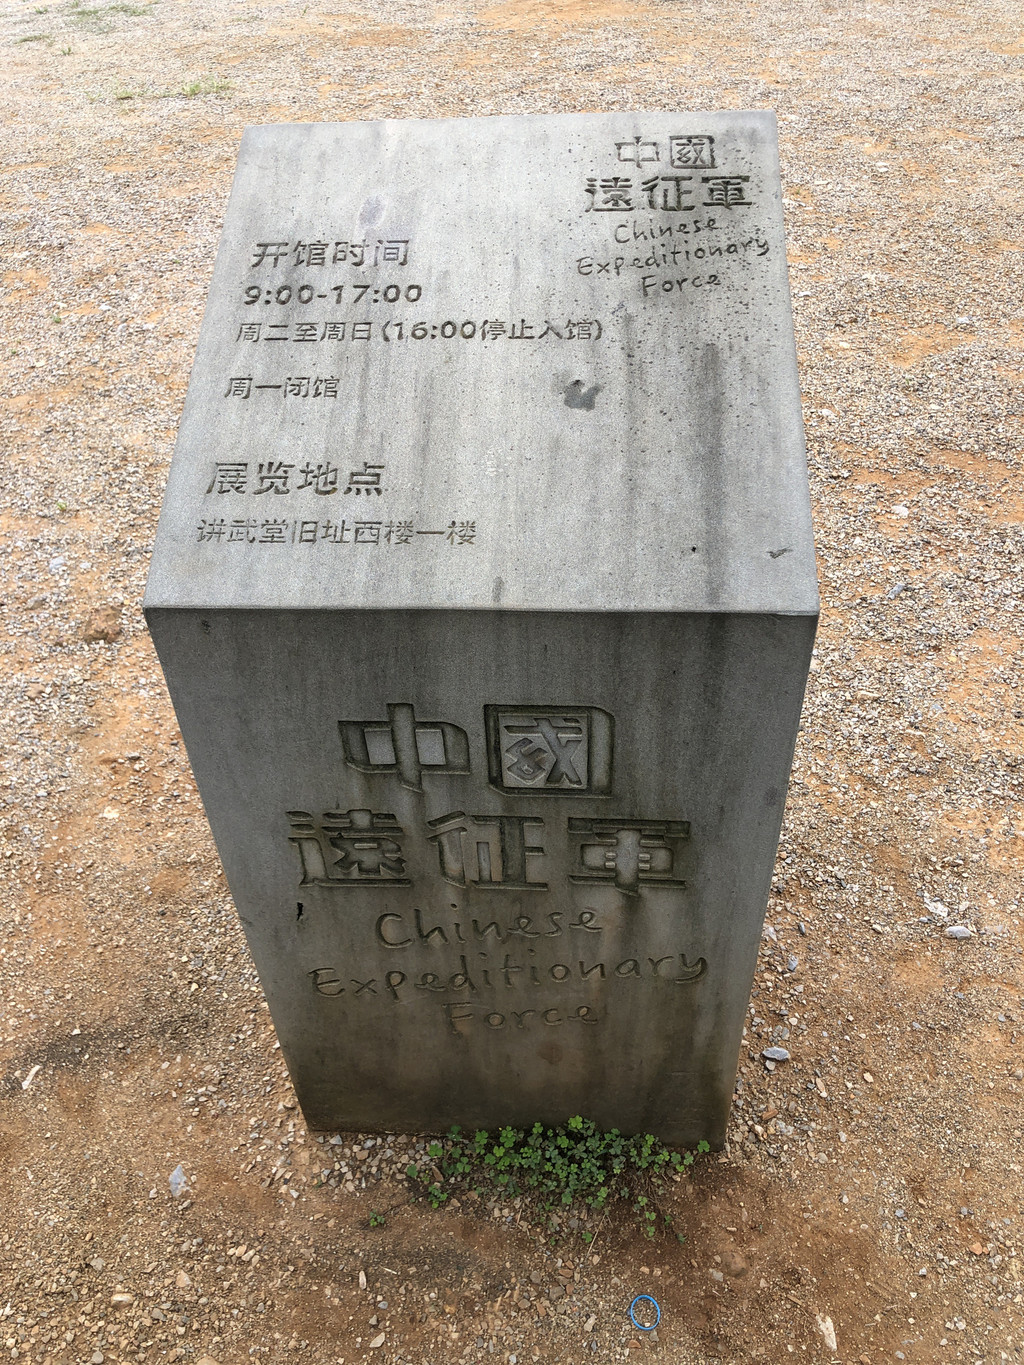 中國
遠征軍
Chinese
Expeditionary
Force
开馆时间
9:00-17:00
周二至周日(16:00停止入馆)
周一闭馆
展览地点
讲武堂旧址西楼一楼
中國
遠征軍
Chinese
Expeditionary
Force